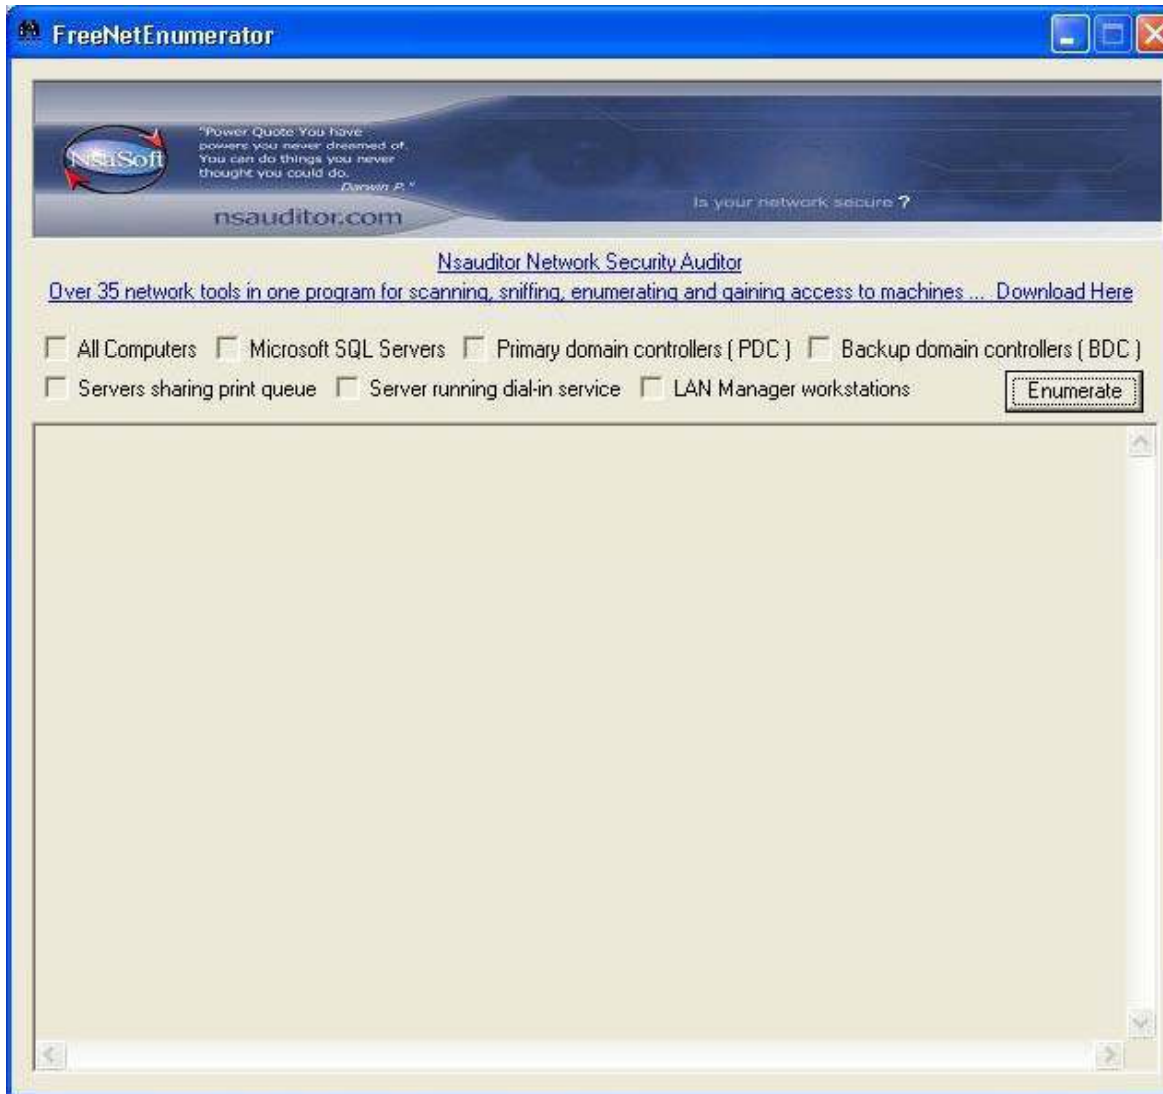 FreeNetEnumerator
NsaSoft
"Power Quote You have
powers you never dreamed of.
You can do things you never
thought you could do.
Darwin P."
nsauditor.com
Is your network secure ?
Nsauditor Network Security Auditor
Over 35 network tools in one program for scanning, sniffing, enumerating and gaining access to machines ... Download Here
All Computers Microsoft SQL Servers Primary domain controllers ( PDC ) Backup domain controllers ( BDC )
Servers sharing print queue Server running dial-in service LAN Manager workstations Enumerate